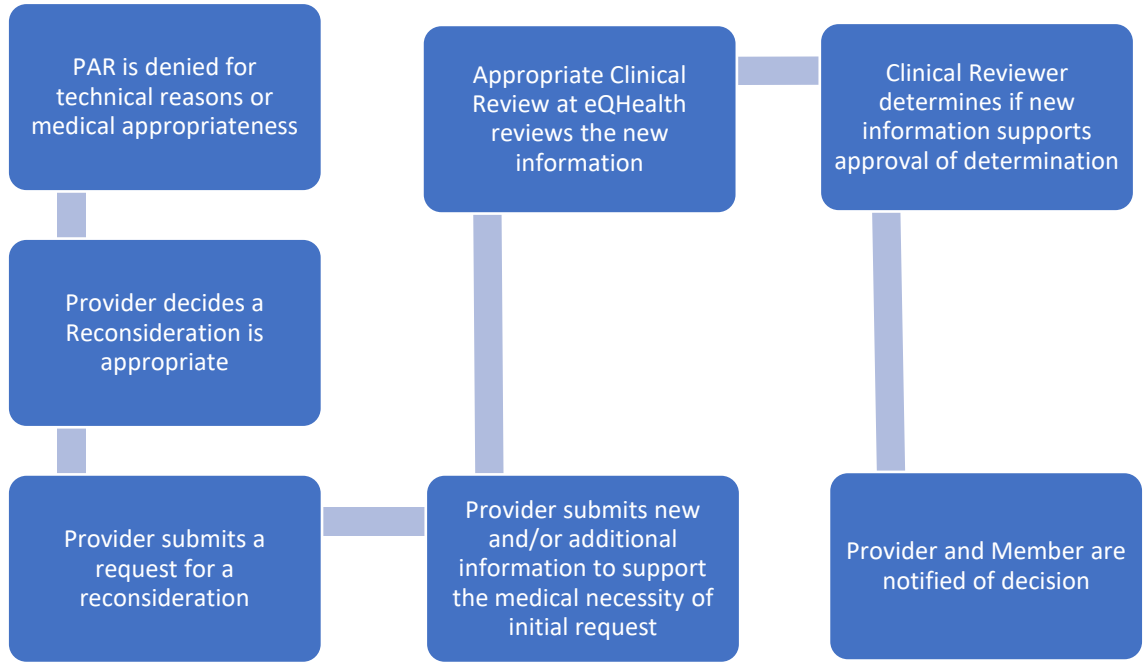 PAR is denied for
technical reasons or
medical appropriateness
Provider decides a
Reconsideration is
appropriate
Provider submits a
request for a
reconsideration
Provider submits new
and/or additional
information to support
the medical necessity of
initial request
Appropriate Clinical
Review at eQHealth
reviews the new
information
Clinical Reviewer
determines if new
information supports
approval of determination
Provider and Member are
notified of decision